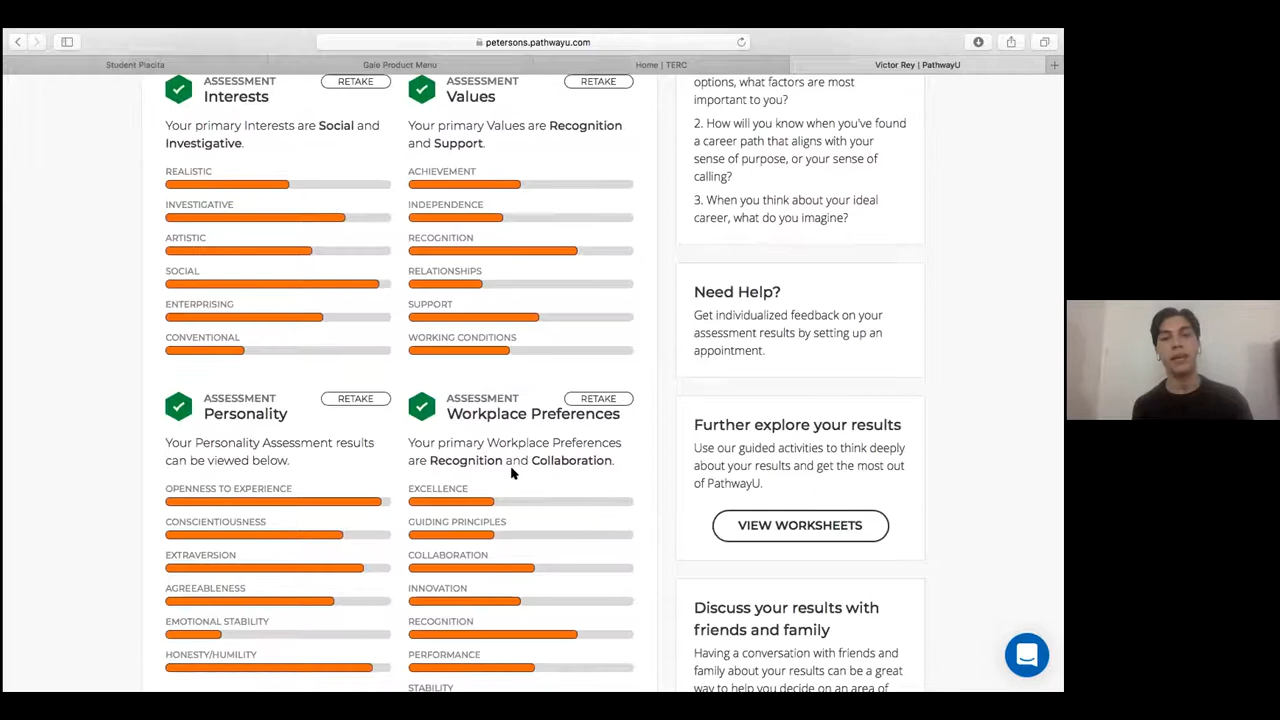 petersons.pathwayu.com
Student Placita
Gale Product Menu
Home | TERC
Victor Rey | PathwayU
ASSESSMENT
Interests
RETAKE
Your primary Interests are Social and
Investigative.
REALISTIC
INVESTIGATIVE
ARTISTIC
SOCIAL
ENTERPRISING
CONVENTIONAL
ASSESSMENT
Values
RETAKE
Your primary Values are Recognition
and Support.
ACHIEVEMENT
INDEPENDENCE
RECOGNITION
RELATIONSHIPS
SUPPORT
WORKING CONDITIONS
ASSESSMENT
Personality
RETAKE
Your Personality Assessment results
can be viewed below.
OPENNESS TO EXPERIENCE
CONSCIENTIOUSNESS
EXTRAVERSION
AGREEABLENESS
EMOTIONAL STABILITY
HONESTY/HUMILITY
ASSESSMENT
Workplace Preferences
RETAKE
Your primary Workplace Preferences
are Recognition and Collaboration.
EXCELLENCE
GUIDING PRINCIPLES
COLLABORATION
INNOVATION
RECOGNITION
PERFORMANCE
STABILITY
options, what factors are most
important to you?
2. How will you know when you've found
a career path that aligns with your
sense of purpose, or your sense of
calling?
3. When you think about your ideal
career, what do you imagine?
Need Help?
Get individualized feedback on your
assessment results by setting up an
appointment.
Further explore your results
Use our guided activities to think deeply
about your results and get the most out
of PathwayU.
VIEW WORKSHEETS
Discuss your results with
friends and family
Having a conversation with friends and
family about your results can be a great
way to help you decide on an area of